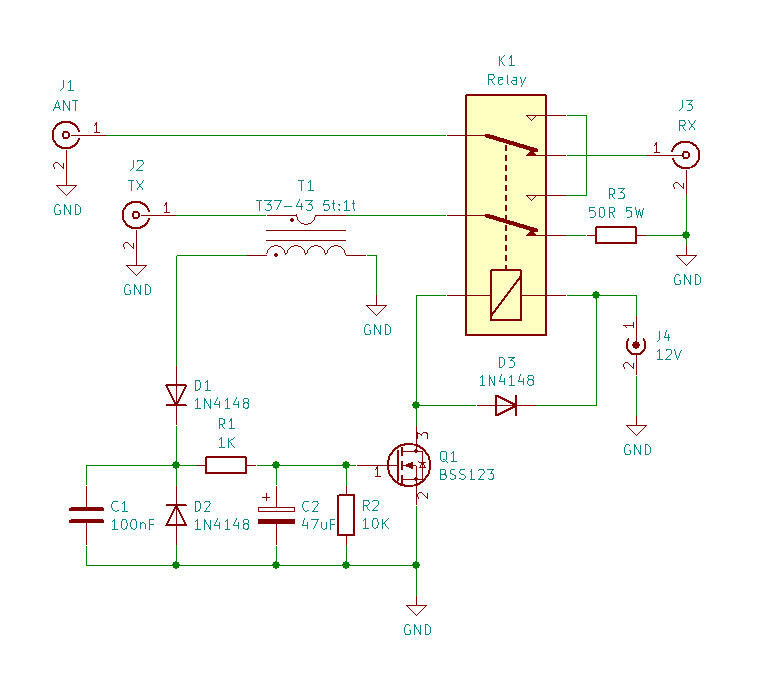 K1
Relay
J1
ANT
1
2
GND
J3
RX
1
2
GND
J2
TX
1
2
GND
T1
T37-43 5t:1t
GND
R3
50R 5W
J4
12V
1
2
GND
D3
1N4148
D1
1N4148
R1
1K
3
Q1
BSS123
1
2
C1
100nF
D2
1N4148
+
C2
47uF
R2
10K
GND